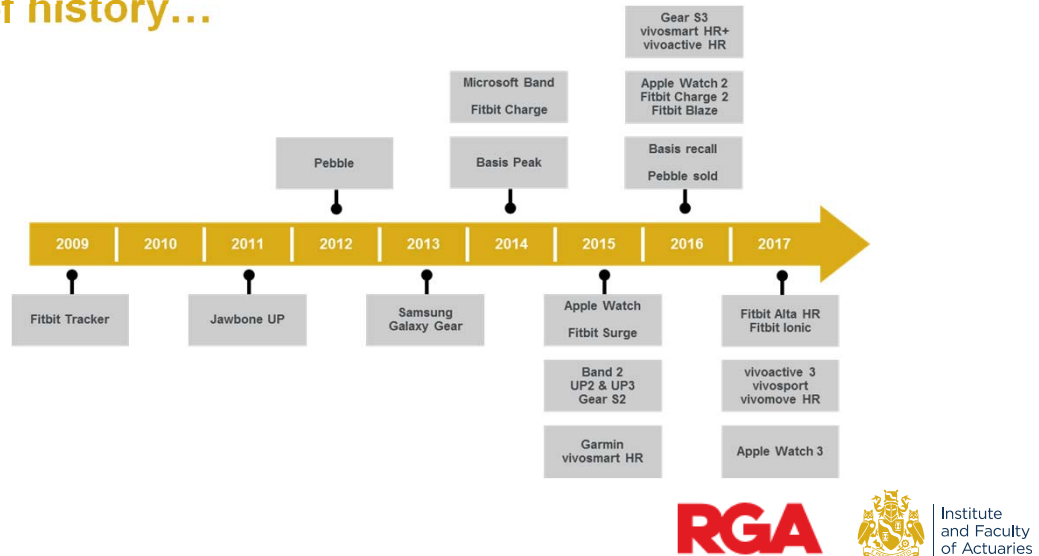 of history...
Gear S3
vivosmart HR+
vivoactive HR
Microsoft Band
Fitbit Charge
Apple Watch 2
Fitbit Charge 2
Fitbit Blaze
Pebble
Basis Peak
Basis recall
Pebble sold
2009
2010
2011
2012
2013
2014
2015
2016
2017
Fitbit Tracker
Jawbone UP
Samsung
Galaxy Gear
Apple Watch
Fitbit Surge
Fitbit Alta HR
Fitbit Ionic
Band 2
UP2 & UP3
Gear S2
vivoactive 3
vivosport
vivomove HR
Garmin
vivosmart HR
Apple Watch 3
RGA
Institute
and Faculty
of Actuaries